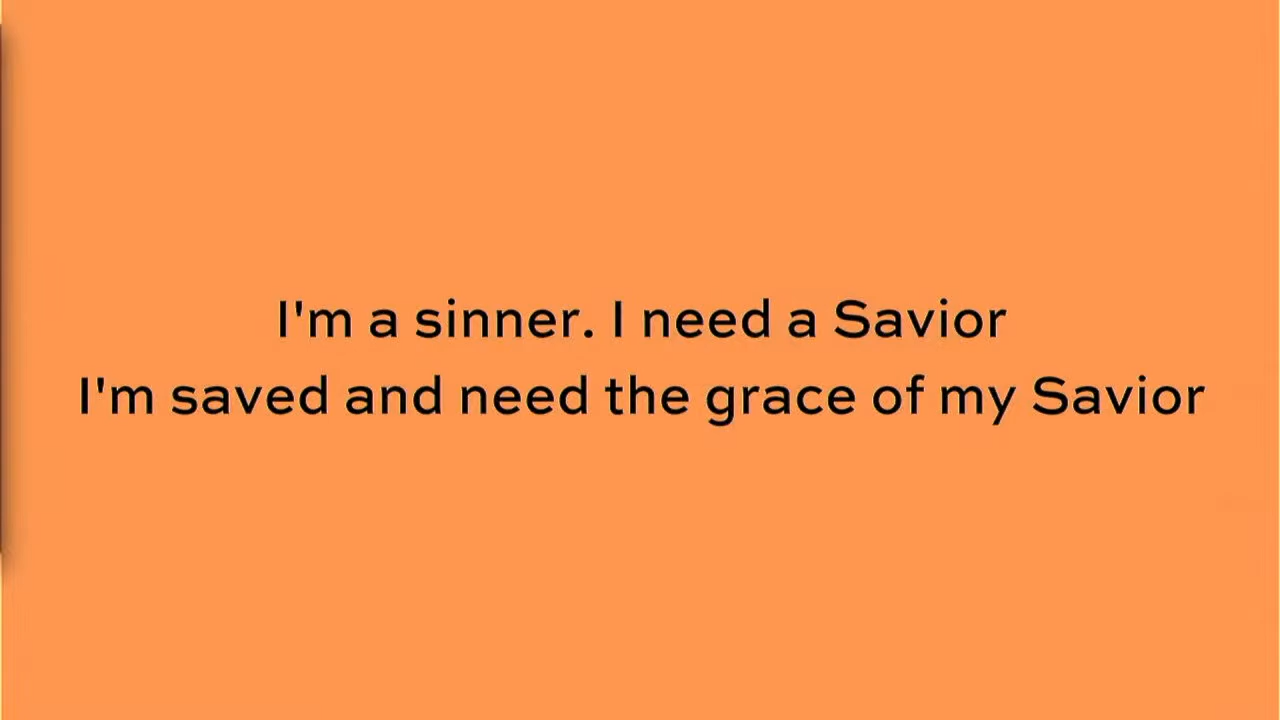 I'm a sinner. I need a Savior
I'm saved and need the grace of my Savior